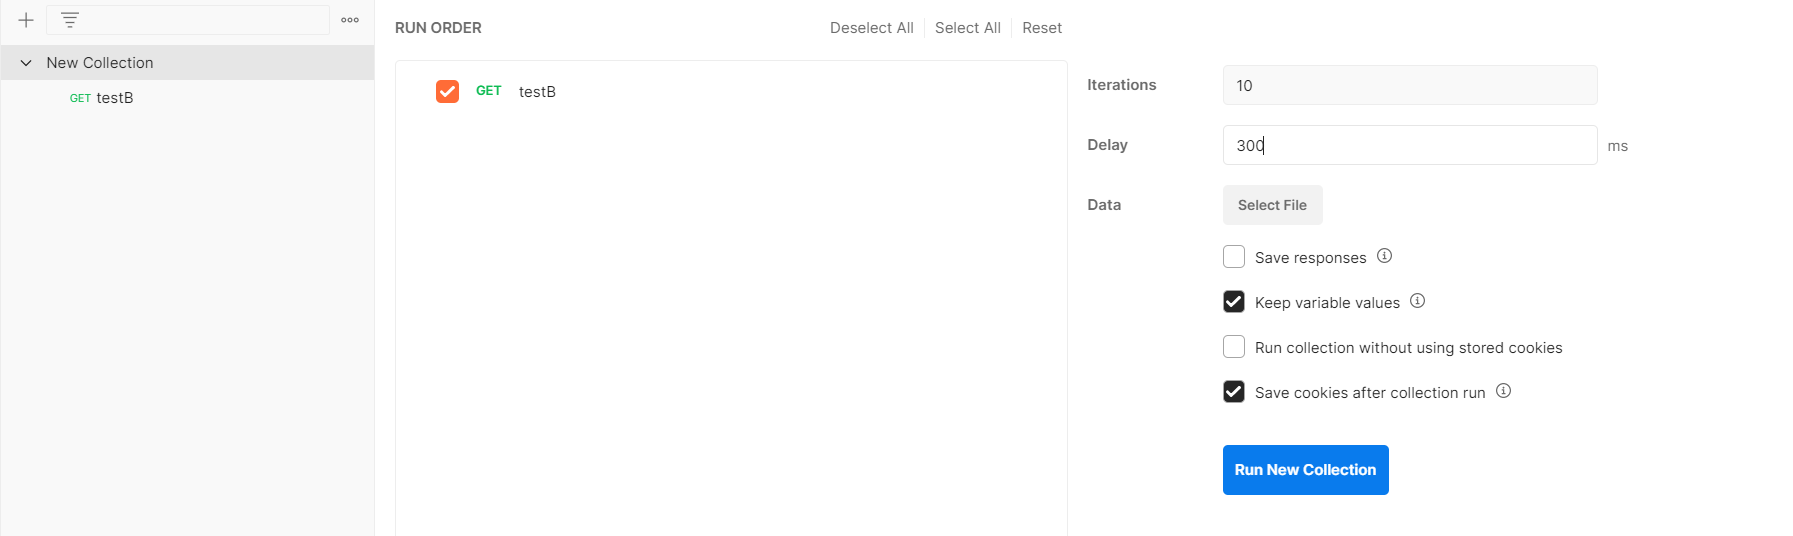 New Collection
GET testB
RUN ORDER
Deselect All
Select All
Reset
GET testB
Iterations
10
Delay
300
ms
Data
Select File
Save responses
Keep variable values
Run collection without using stored cookies
Save cookies after collection run
Run New Collection